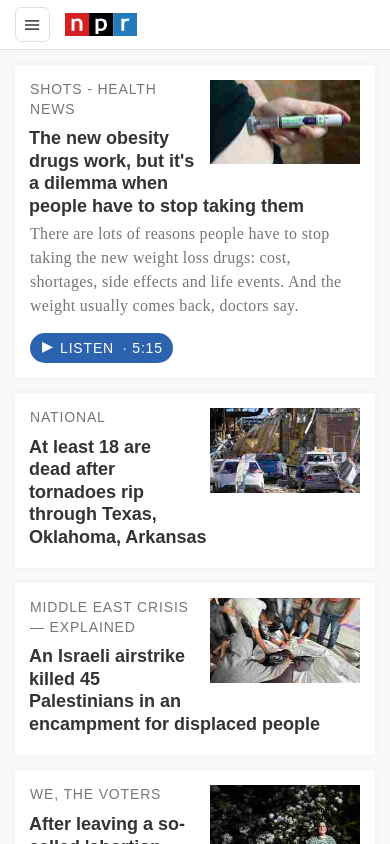 npr
SHOTS - HEALTH
NEWS
The new obesity
drugs work, but it's
a dilemma when
people have to stop taking them
There are lots of reasons people have to stop
taking the new weight loss drugs: cost,
shortages, side effects and life events. And the
weight usually comes back, doctors say.
LISTEN · 5:15
NATIONAL
At least 18 are
dead after
tornadoes rip
through Texas,
Oklahoma, Arkansas
MIDDLE EAST CRISIS
— EXPLAINED
An Israeli airstrike
killed 45
Palestinians in an
encampment for displaced people
WE, THE VOTERS
After leaving a so-
called 'abortion